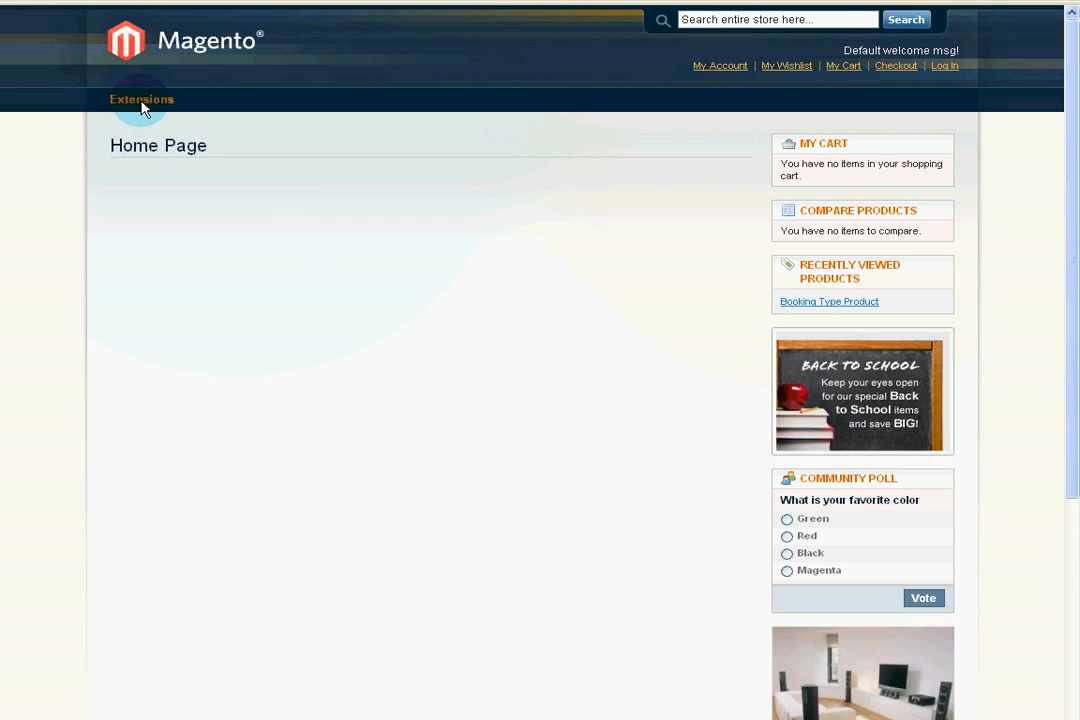 Magento®
Search entire store here...
Search
Default welcome msg!
My Account | My Wishlist | My Cart | Checkout | Log In
Extensions
Home Page
MY CART
You have no items in your shopping
cart.
COMPARE PRODUCTS
You have no items to compare.
RECENTLY VIEWED
PRODUCTS
Booking Type Product
BACK TO SCHOOL
Keep your eyes open
for our special Back
to School items
and save BIG!
COMMUNITY POLL
What is your favorite color
Green
Red
Black
Magenta
Vote